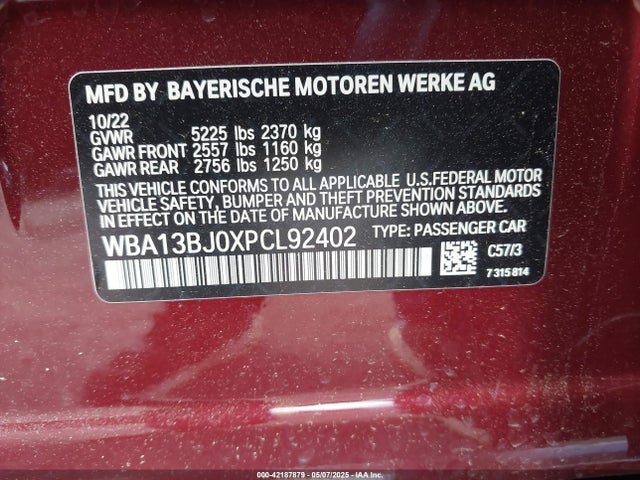 MFD BY BAYERISCHE MOTOREN WERKE AG
10/22
GVWR 5225 lbs 2370 kg
GAWR FRONT 2557 lbs 1160 kg
GAWR REAR 2756 lbs 1250 kg
THIS VEHICLE CONFORMS TO ALL APPLICABLE U.S.FEDERAL MOTOR
VEHICLE SAFETY, BUMPER AND THEFT PREVENTION STANDARDS
IN EFFECT ON THE DATE OF MANUFACTURE SHOWN ABOVE.
WBA13BJ0XPCL92402 TYPE: PASSENGER CAR
C57/3
7315814
000-42187879 - 05/07/2025 - IAAI.COM